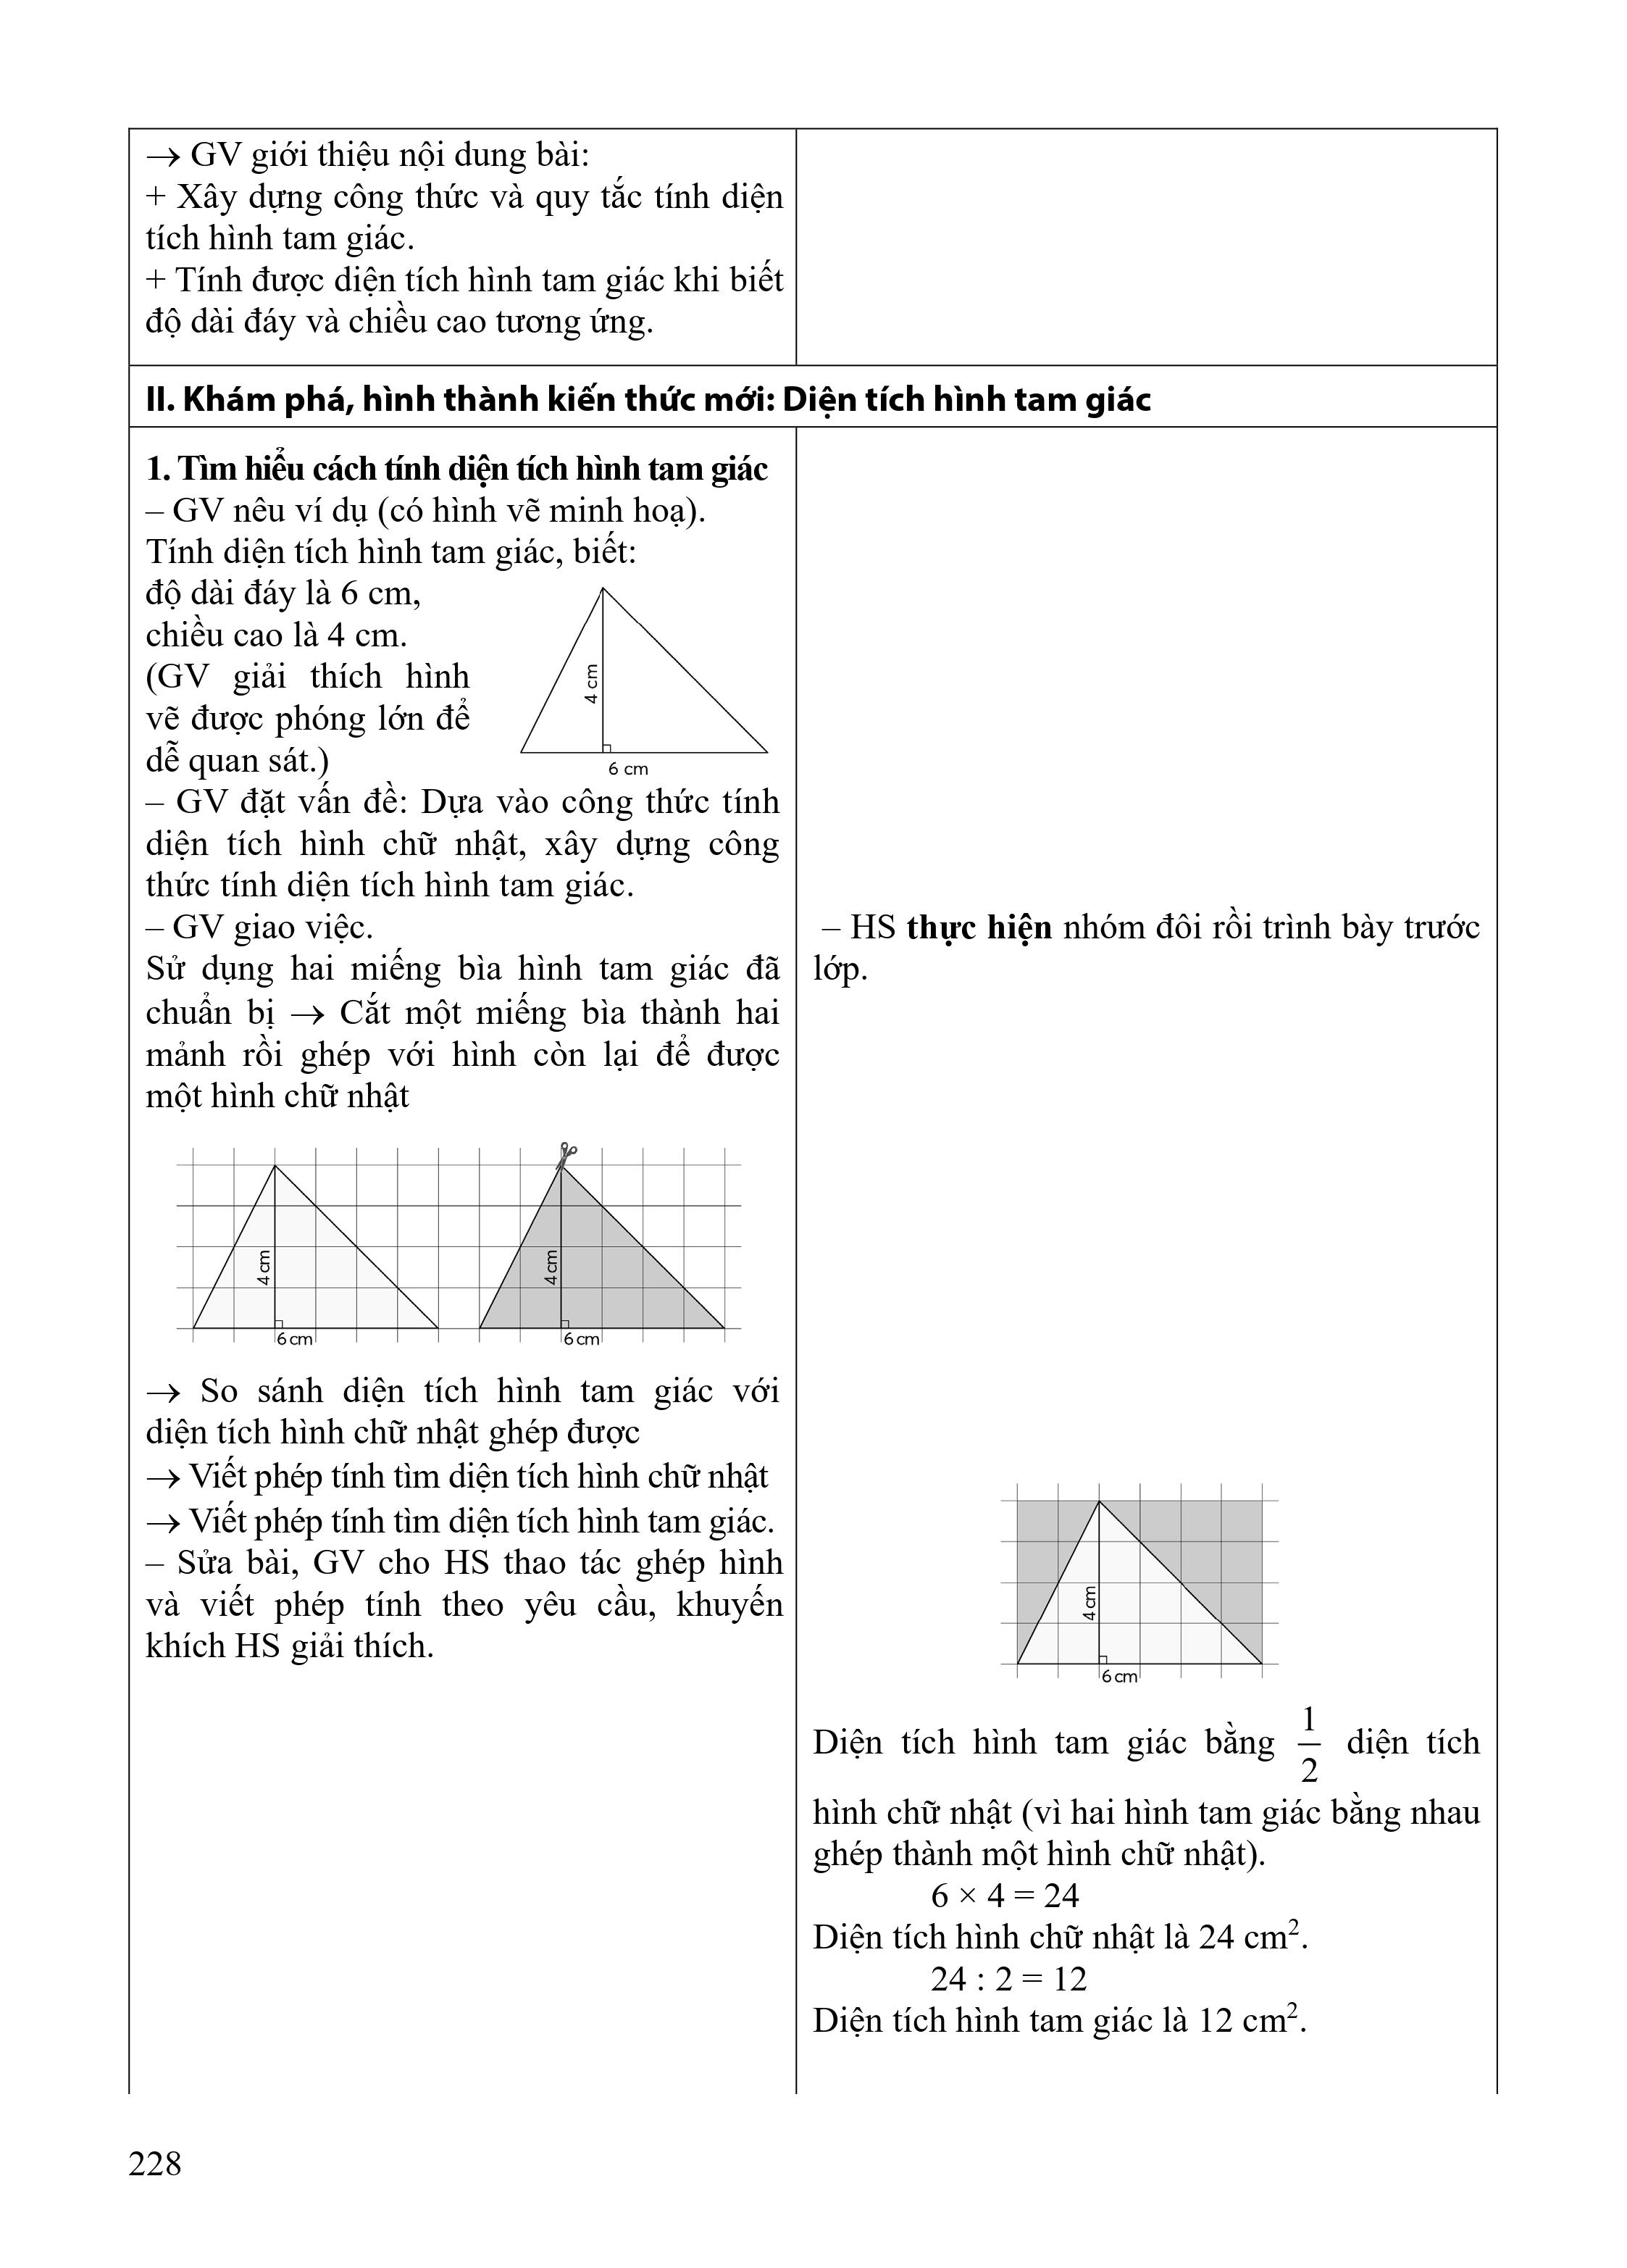 → GV giới thiệu nội dung bài:
+ Xây dựng công thức và quy tắc tính diện
tích hình tam giác.
+ Tính được diện tích hình tam giác khi biết
độ dài đáy và chiều cao tương ứng.
II. Khám phá, hình thành kiến thức mới: Diện tích hình tam giác
1. Tìm hiểu cách tính diện tích hình tam giác
– GV nêu ví dụ (có hình vẽ minh hoạ).
Tính diện tích hình tam giác, biết:
độ dài đáy là 6 cm,
chiều cao là 4 cm.
(GV giải thích hình
vẽ được phóng lớn để
dễ quan sát.)
4 cm
6 cm
– GV đặt vấn đề: Dựa vào công thức tính
diện tích hình chữ nhật, xây dựng công
thức tính diện tích hình tam giác.
– GV giao việc.
Sử dụng hai miếng bìa hình tam giác đã
chuẩn bị → Cắt một miếng bìa thành hai
mảnh rồi ghép với hình còn lại để được
một hình chữ nhật
4 cm
6 cm
4 cm
6 cm
→ So sánh diện tích hình tam giác với
diện tích hình chữ nhật ghép được
→ Viết phép tính tìm diện tích hình chữ nhật
→ Viết phép tính tìm diện tích hình tam giác.
– Sửa bài, GV cho HS thao tác ghép hình
và viết phép tính theo yêu cầu, khuyến
khích HS giải thích.
– HS thực hiện nhóm đôi rồi trình bày trước
lớp.
4 cm
6 cm
Diện tích hình tam giác bằng 1/2 diện tích
hình chữ nhật (vì hai hình tam giác bằng nhau
ghép thành một hình chữ nhật).
6 × 4 = 24
Diện tích hình chữ nhật là 24 cm².
24 : 2 = 12
Diện tích hình tam giác là 12 cm².
228